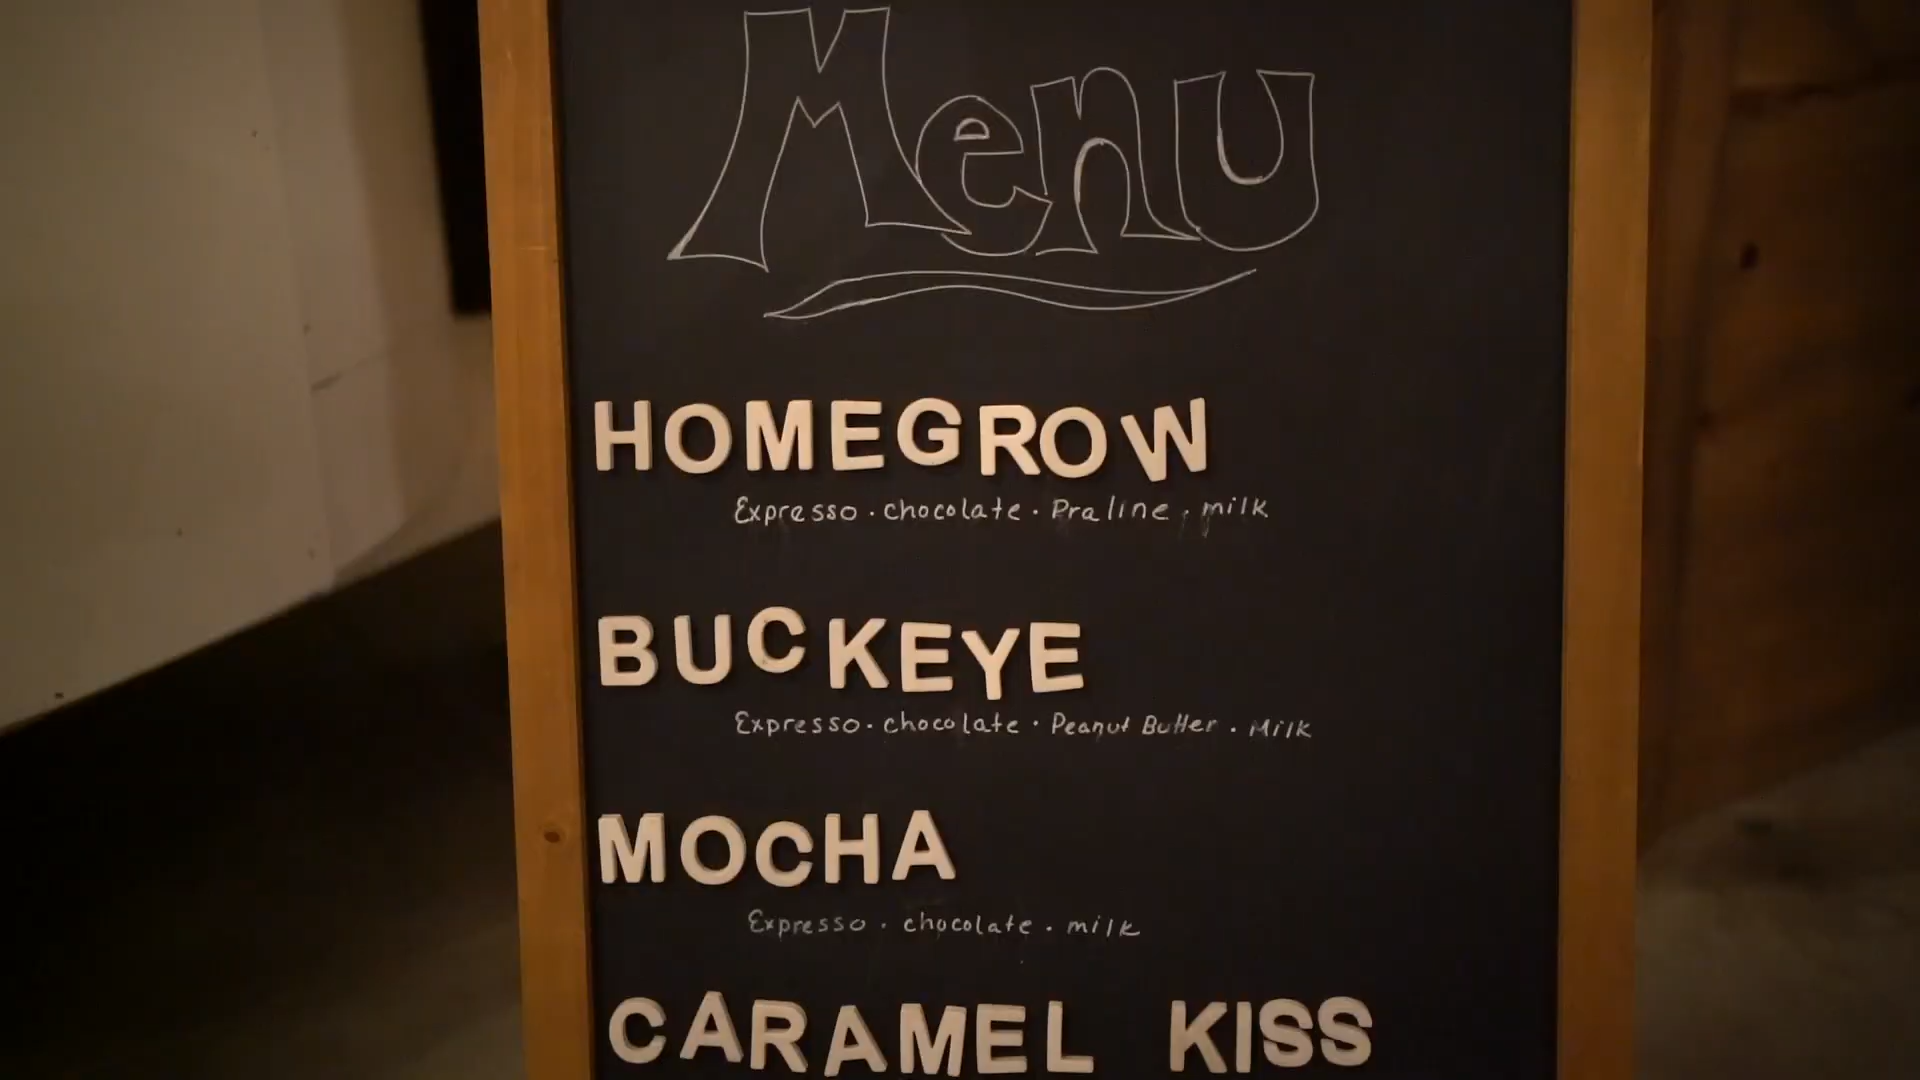 Menu
HOMEGROW
Expresso · chocolate · Praline · milk
BUCKEYE
Expresso · chocolate · Peanut Butter · Milk
MOCHA
Expresso · chocolate · milk
CARAMEL KISS